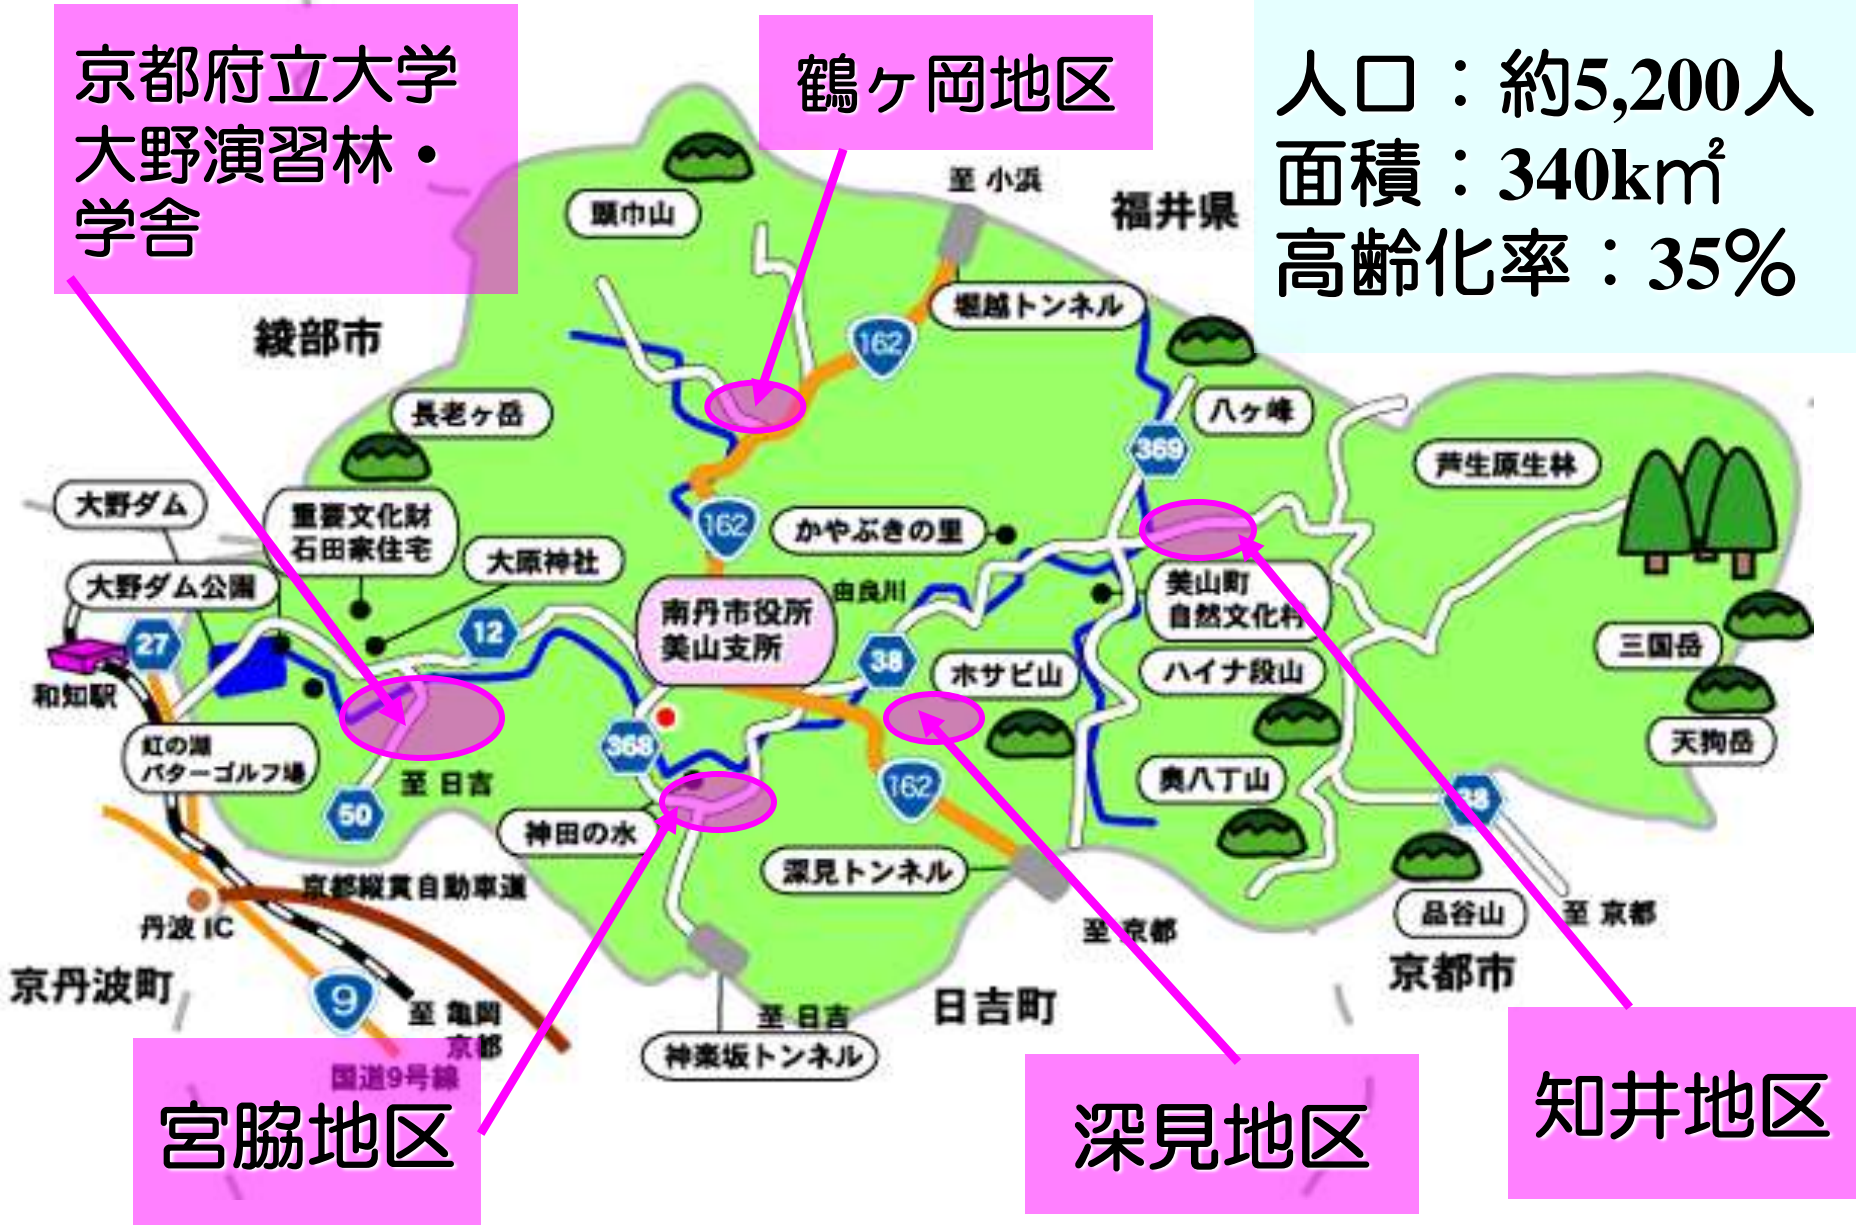 京都府立大学
大野演習林・
学舎
鶴ヶ岡地区
人口：約5,200人
面積：340k㎡
高齢化率：35%
至 小浜
福井県
頭巾山
堀越トンネル
162
綾部市
長老ヶ岳
八ヶ峰
369
芦生原生林
大野ダム
重要文化財
石田家住宅
162
かやぶきの里
大原神社
大野ダム公園
由良川
美山町
自然文化村
南丹市役所
美山支所
27
12
38
三国岳
ホサビ山
ハイナ段山
和知駅
天狗岳
虹の湖
パターゴルフ場
368
至 日吉
162
奥八丁山
38
50
神田の水
深見トンネル
京都縦貫自動車道
丹波 IC
品谷山
至 京都
至 京都
京都市
京丹波町
9
至 亀岡
京都
至 日吉
日吉町
神楽坂トンネル
国道9号線
宮脇地区
深見地区
知井地区